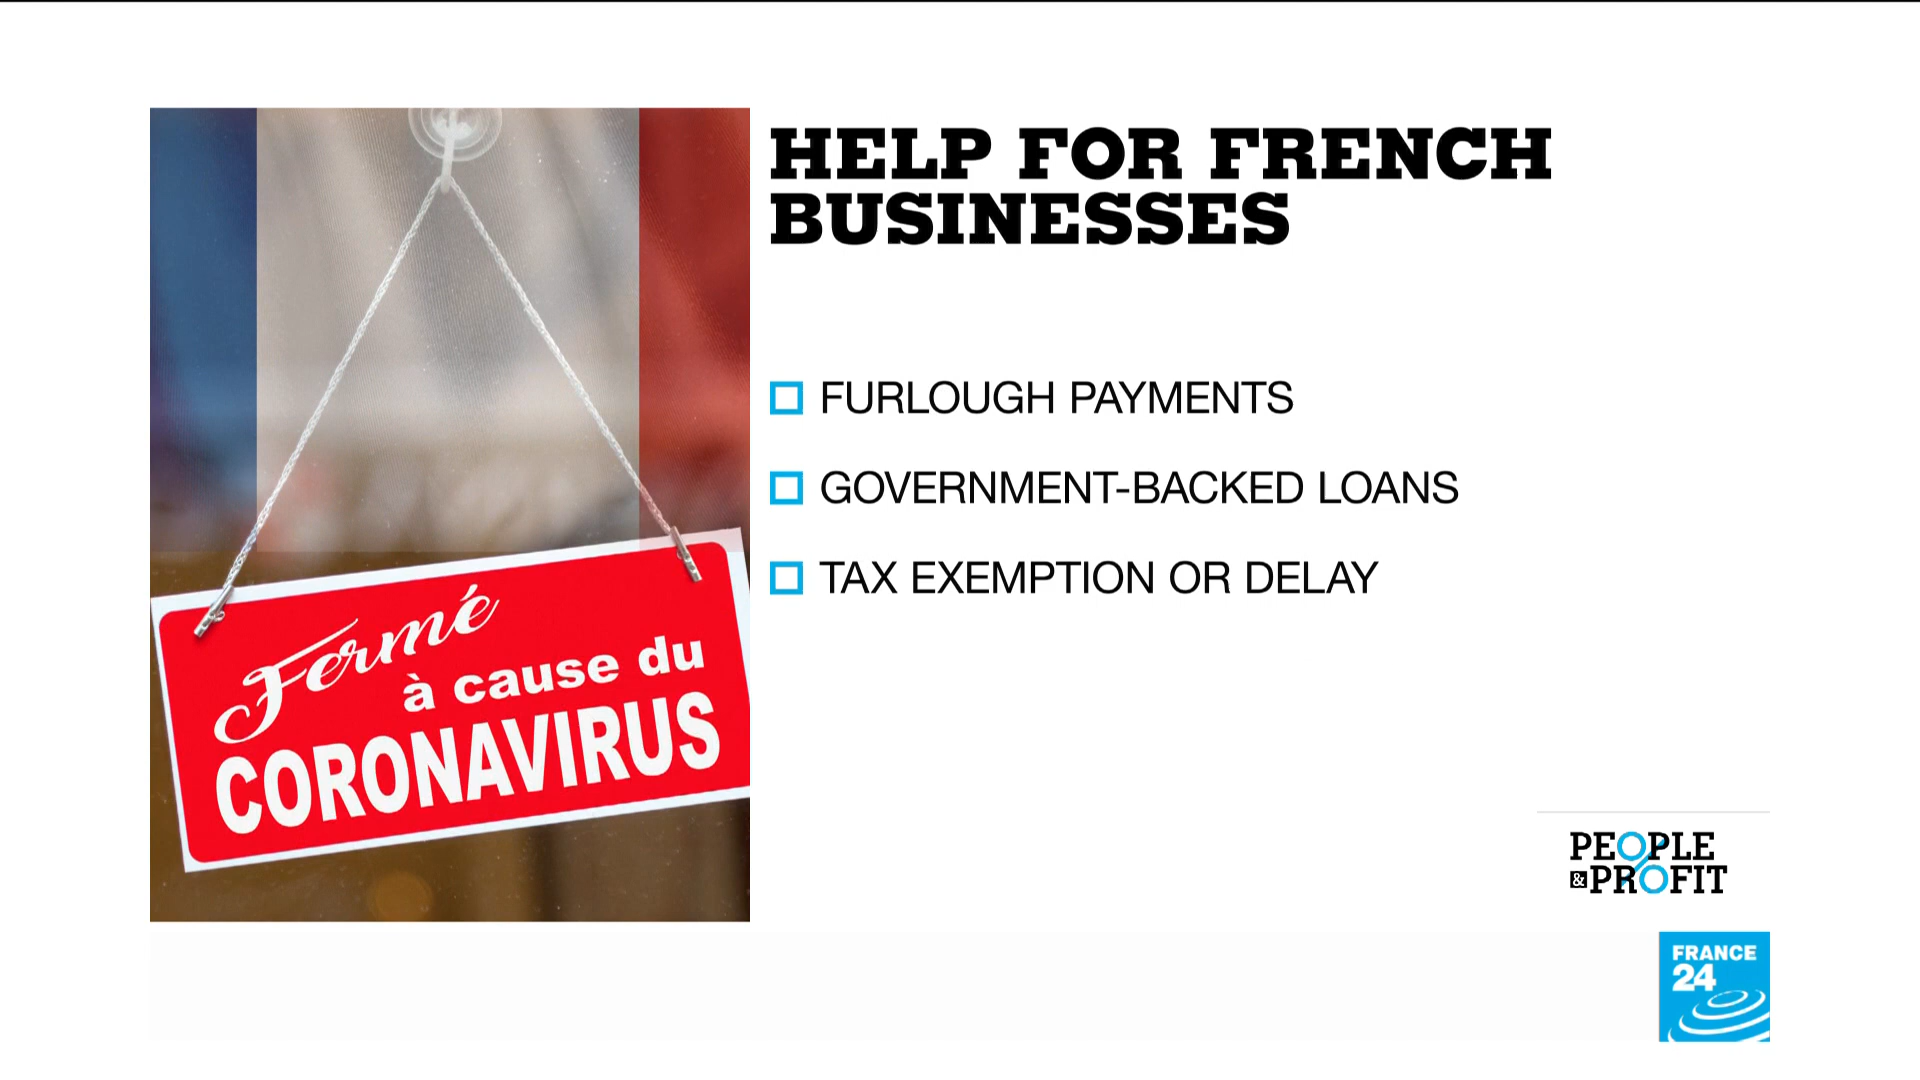 HELP FOR FRENCH
BUSINESSES
FURLOUGH PAYMENTS
GOVERNMENT-BACKED LOANS
TAX EXEMPTION OR DELAY
Fermé
à cause du
CORONAVIRUS
PEOPLE
&PROFIT
FRANCE
24